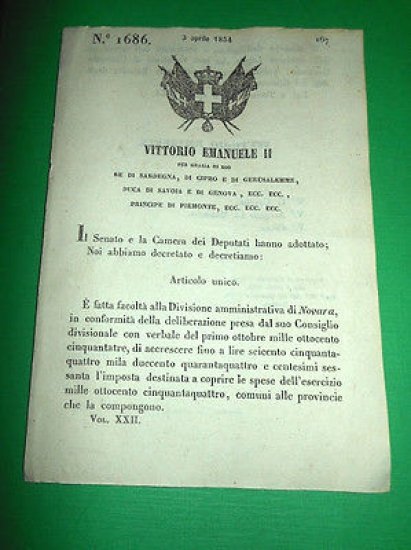 N.° 1686.
3 aprile 1854
167
VITTORIO EMANUELE II
PER GRAZIA DI DIO
RE DI SARDEGNA, DI CIPRO E DI GERUSALEMME,
DUCA DI SAVOIA E DI GENOVA, ECC. ECC.,
PRINCIPE DI PIEMONTE, ECC. ECC. ECC.
Il Senato e la Camera dei Deputati hanno adottato;
Noi abbiamo decretato e decretiamo:
Articolo unico.
È fatta facoltà alla Divisione amministrativa di Novara,
in conformità della deliberazione presa dal suo Consiglio
divisionale con verbale del primo ottobre mille ottocento
cinquantatre, di accrescere fino a lire seicento cinquanta-
quattro mila duecento quarantaquattro e centesimi ses-
santa l'imposta destinata a coprire le spese dell'esercizio
mille ottocento cinquantaquattro, comuni alle provincie
che la compongono.
Vol. XXII.